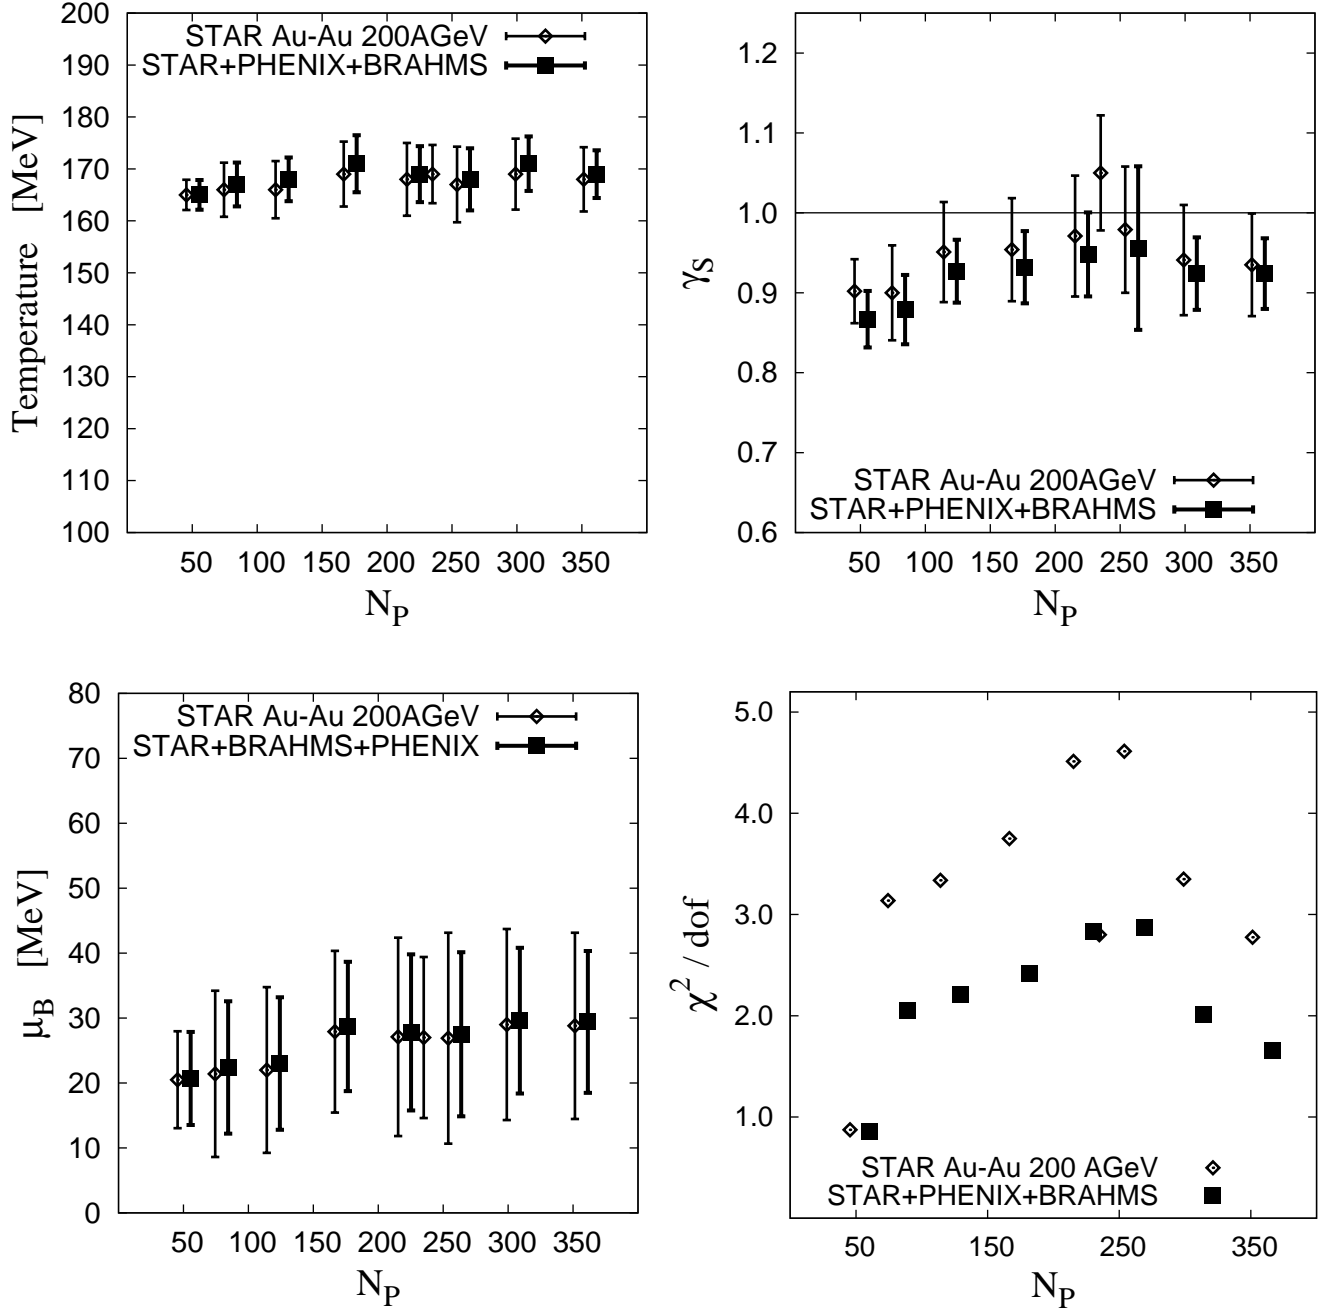 200
190
180
170
160
150
140
130
120
110
100
Temperature [MeV]
STAR Au-Au 200AGeV
STAR+PHENIX+BRAHMS
50 100 150 200 250 300 350
N_P
1.2
1.1
1.0
0.9
0.8
0.7
0.6
γ_S
STAR Au-Au 200AGeV
STAR+PHENIX+BRAHMS
50 100 150 200 250 300 350
N_P
80
70
60
50
40
30
20
10
0
μ_B [MeV]
STAR Au-Au 200AGeV
STAR+BRAHMS+PHENIX
50 100 150 200 250 300 350
N_P
5.0
4.0
3.0
2.0
1.0
χ² / dof
STAR Au-Au 200 AGeV
STAR+PHENIX+BRAHMS
50 150 250 350
N_P